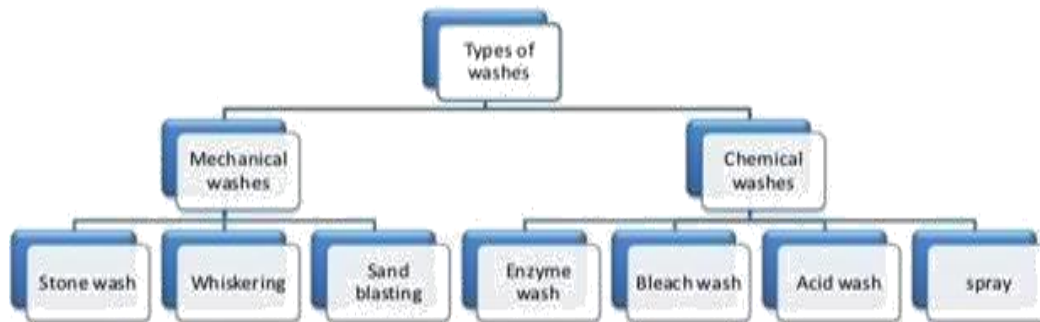 Types of
washes
Mechanical
washes
Chemical
washes
Stone wash
Whiskering
Sand
blasting
Enzyme
wash
Bleach wash
Acid wash
spray